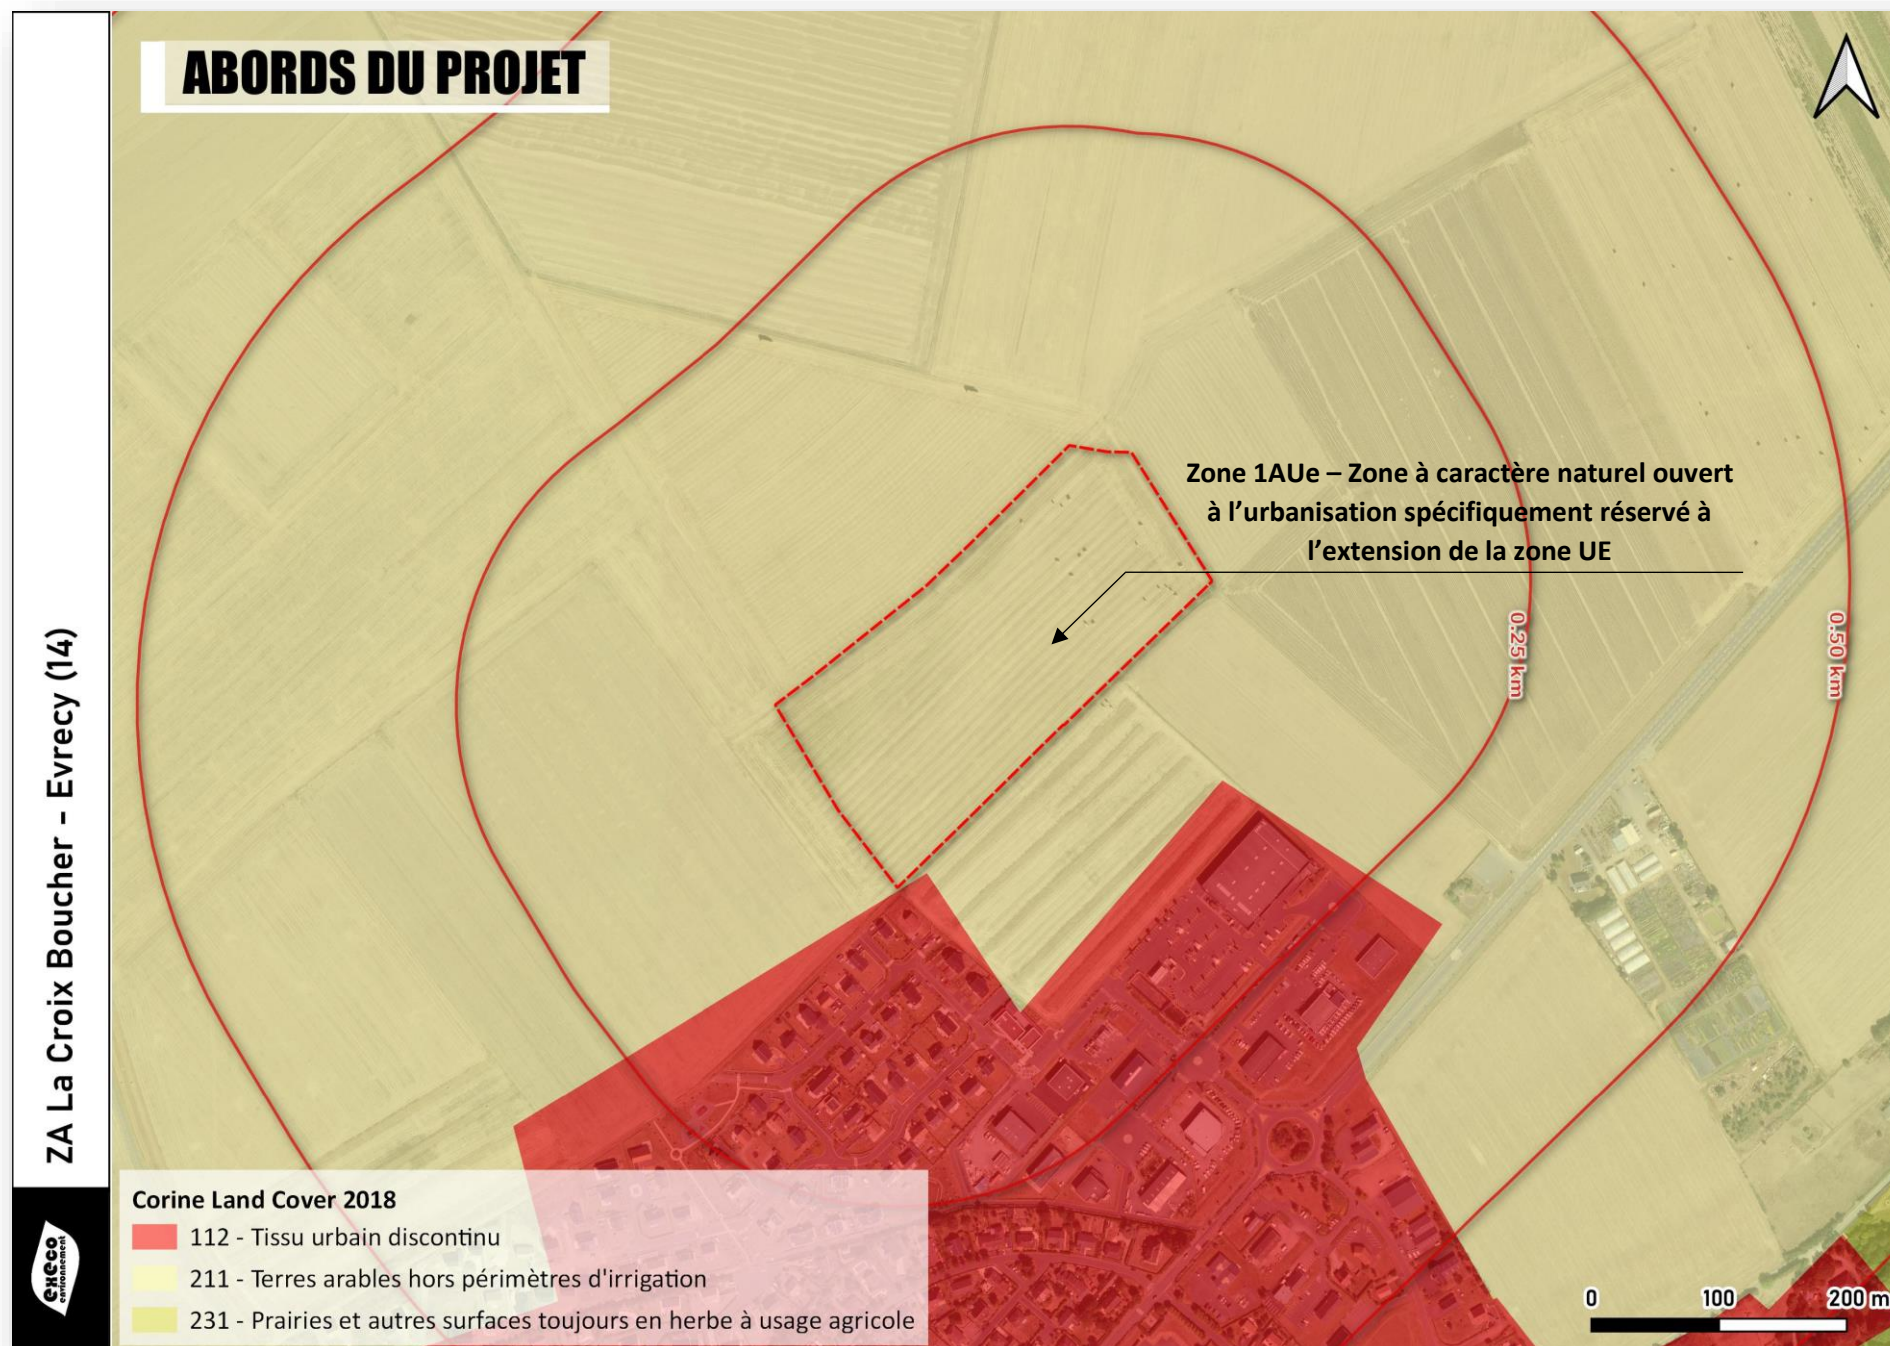 ABORDS DU PROJET
Zone 1AUe – Zone à caractère naturel ouvert
à l'urbanisation spécifiquement réservé à
l'extension de la zone UE
0.25 km
0.50 km
ZA La Croix Boucher - Evrecy (14)
execo
environnement
Corine Land Cover 2018
112 - Tissu urbain discontinu
211 - Terres arables hors périmètres d'irrigation
231 - Prairies et autres surfaces toujours en herbe à usage agricole
0 100 200 m